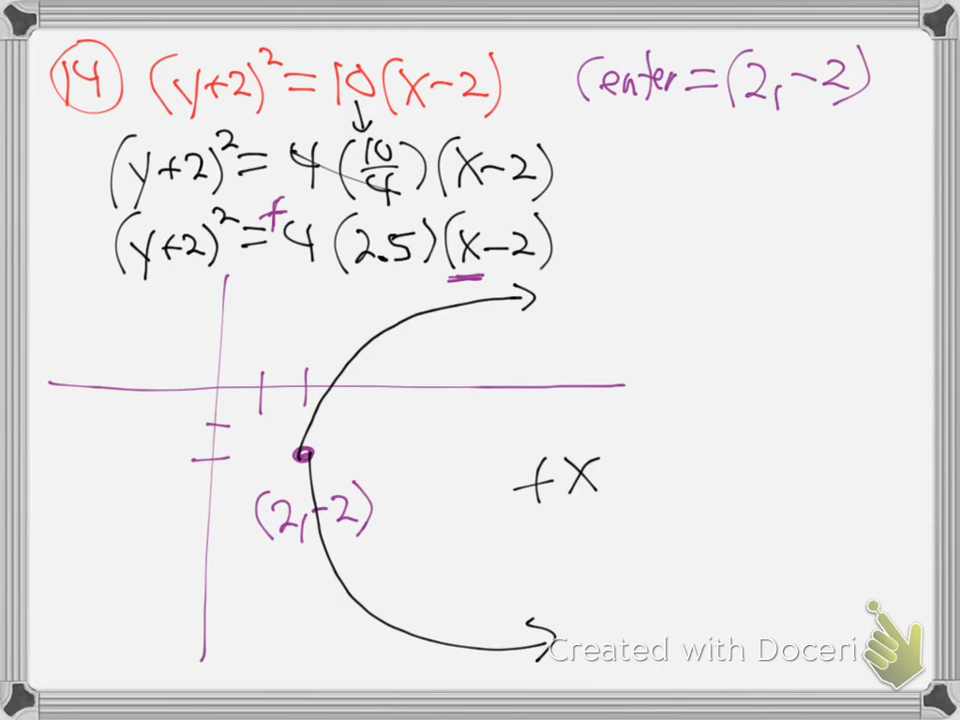 14 (y+2)² = 10(x-2) Center = (2, -2)
(y+2)² = 4(10/4)(x-2)
(y+2)² = +4(2.5)(x-2)
(2, -2)
+x
Created with Doceri